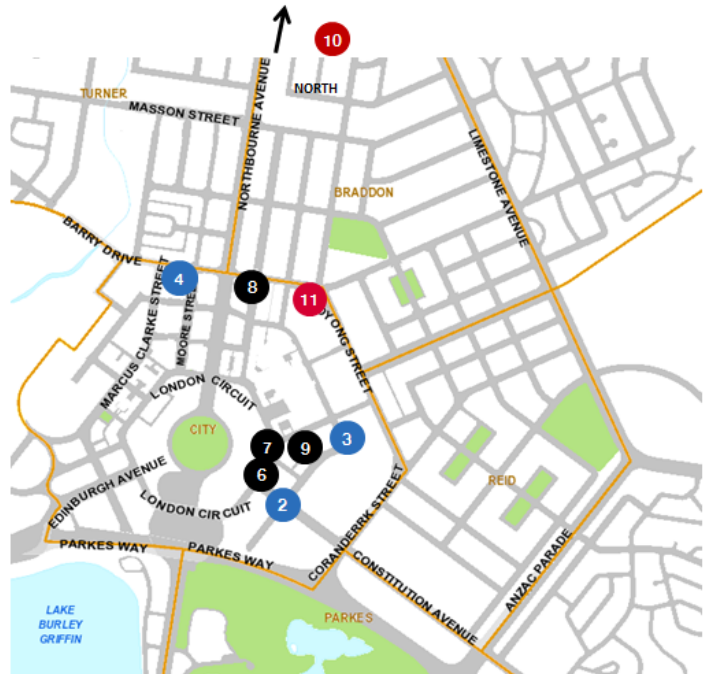 10
NORTH
TURNER
MASSON STREET
NORTHBOURNE AVENUE
LIMESTONE AVENUE
BRADDON
BARRY DRIVE
4
8
11
OYONG STREET
MARCUS CLARKE STREET
MOORE STRE
LONDON CIRCUIT
CITY
7
9
3
6
2
REID
EDINBURGH AVENUE
LONDON CIRCUIT
CORANDERRK STREET
PARKES WAY
PARKES WAY
CONSTITUTION AVENUE
ANZAC PARADE
PARKES
LAKE
BURLEY
GRIFFIN